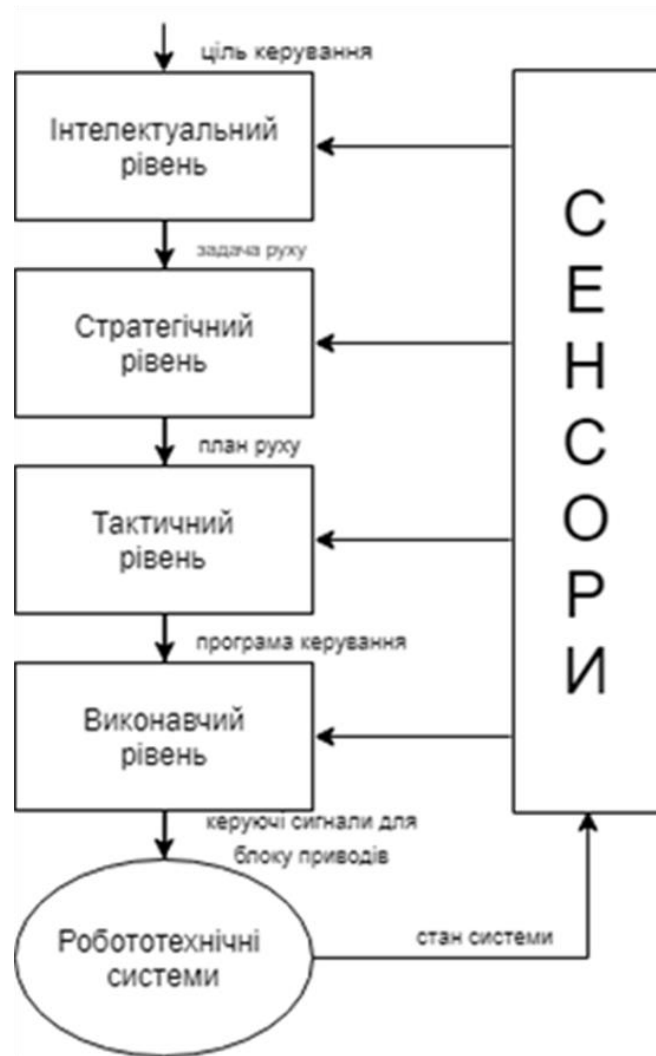 ціль керування
Інтелектуальний
рівень
задача руху
Стратегічний
рівень
план руху
Тактичний
рівень
програма керування
Виконавчий
рівень
керуючі сигнали для
блоку приводів
Робототехнічні
системи
стан системи
СЕНСОРИ